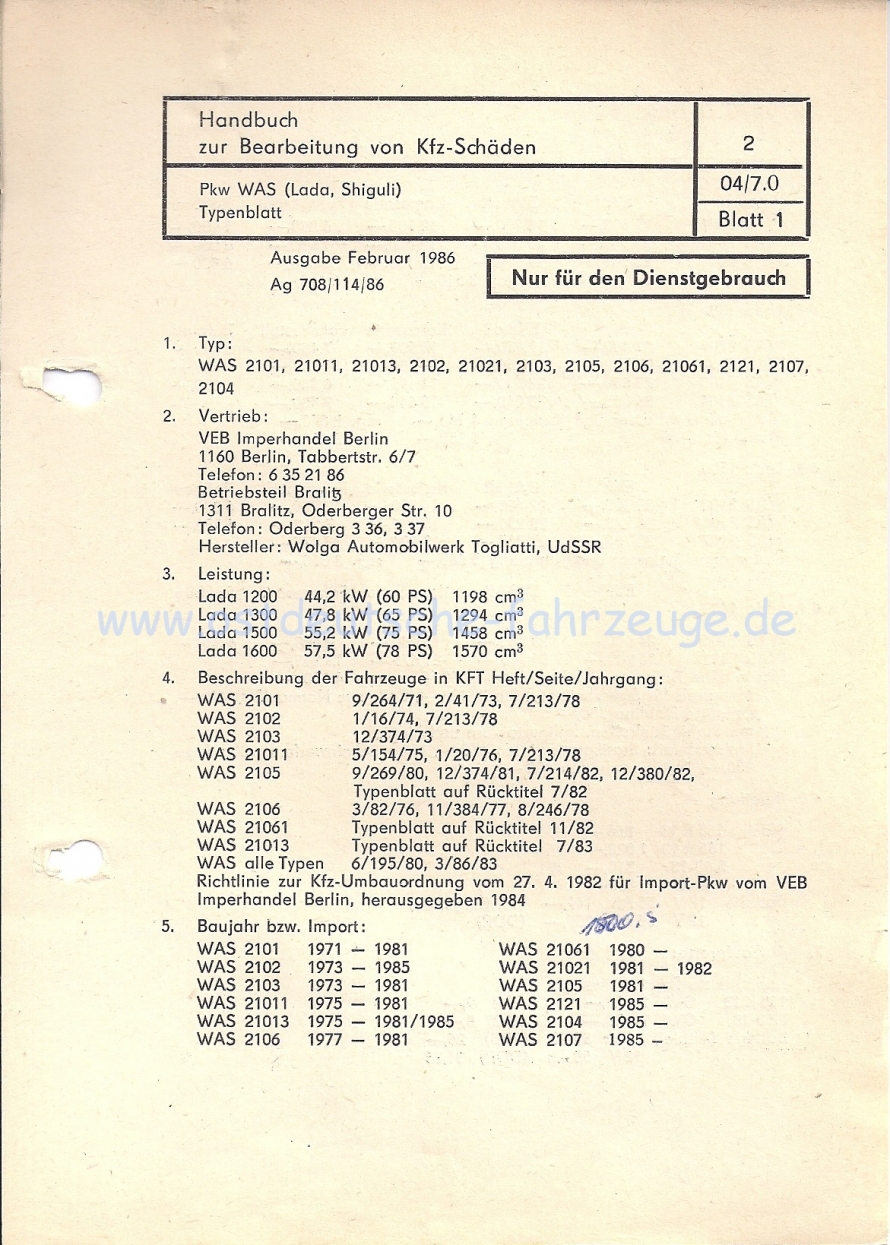 Handbuch
zur Bearbeitung von Kfz-Schäden
2
Pkw WAS (Lada, Shiguli)
Typenblatt
04/7.0
Blatt 1
Ausgabe Februar 1986
Ag 708/114/86
Nur für den Dienstgebrauch
1. Typ:
WAS 2101, 21011, 21013, 2102, 21021, 2103, 2105, 2106, 21061, 2121, 2107,
2104
2. Vertrieb:
VEB Imperhandel Berlin
1160 Berlin, Tabbertstr. 6/7
Telefon: 6 35 21 86
Betriebsteil Bralitz
1311 Bralitz, Oderberger Str. 10
Telefon: Oderberg 3 36, 3 37
Hersteller: Wolga Automobilwerk Togliatti, UdSSR
3. Leistung:
Lada 1200 44,2 kW (60 PS) 1198 cm³
Lada 1300 47,8 kW (65 PS) 1294 cm³
www.ostdeutsche-fahrzeuge.de
Lada 1500 55,2 kW (75 PS) 1458 cm³
Lada 1600 57,5 kW (78 PS) 1570 cm³
4. Beschreibung der Fahrzeuge in KFT Heft/Seite/Jahrgang:
WAS 2101 9/264/71, 2/41/73, 7/213/78
WAS 2102 1/16/74, 7/213/78
WAS 2103 12/374/73
WAS 21011 5/154/75, 1/20/76, 7/213/78
WAS 2105 9/269/80, 12/374/81, 7/214/82, 12/380/82,
Typenblatt auf Rücktitel 7/82
WAS 2106 3/82/76, 11/384/77, 8/246/78
WAS 21061 Typenblatt auf Rücktitel 11/82
WAS 21013 Typenblatt auf Rücktitel 7/83
WAS alle Typen 6/195/80, 3/86/83
Richtlinie zur Kfz-Umbauordnung vom 27. 4. 1982 für Import-Pkw vom VEB
Imperhandel Berlin, herausgegeben 1984
5. Baujahr bzw. Import:
WAS 2101 1971 — 1981 WAS 21061 1980 —
WAS 2102 1973 — 1985 WAS 21021 1981 — 1982
WAS 2103 1973 — 1981 WAS 2105 1981 —
WAS 21011 1975 — 1981 WAS 2121 1985 —
WAS 21013 1975 — 1981/1985 WAS 2104 1985 —
WAS 2106 1977 — 1981 WAS 2107 1985 —